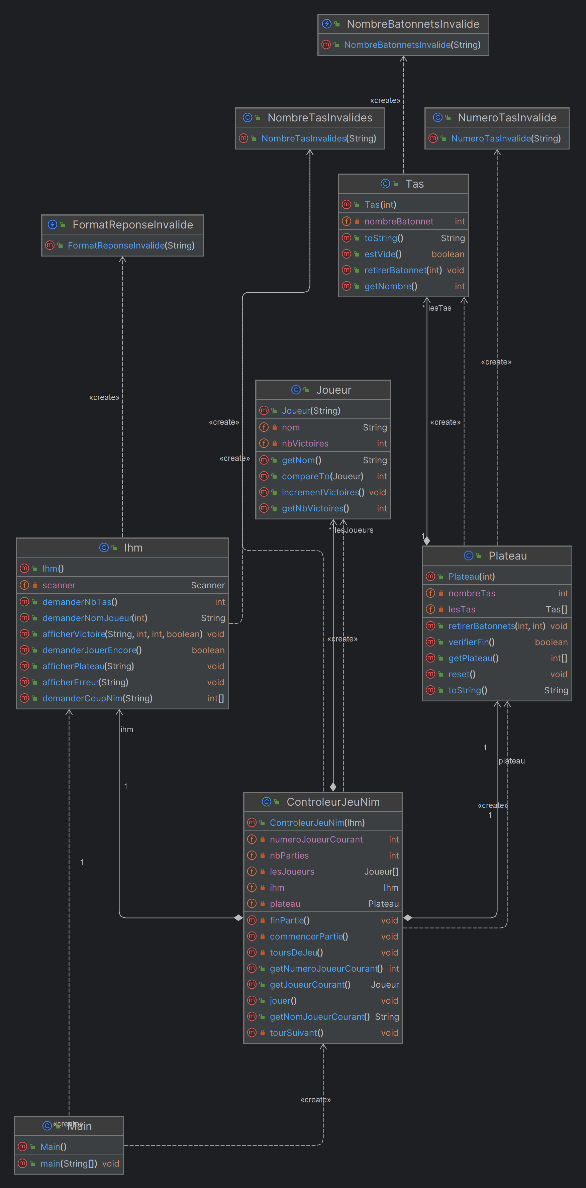 NombreBatonnetsInvalide
NombreBatonnetsInvalide(String)
«create»
NombreTasInvalides
NombreTasInvalides(String)
NumeroTasInvalide
NumeroTasInvalide(String)
Tas
Tas(int)
nombreBatonnet int
toString() String
estVide() boolean
retirerBatonnet(int) void
getNombre() int
FormatReponseInvalide
FormatReponseInvalide(String)
* lesTas
«create»
«create»
«create»
«create»
«create»
Joueur
Joueur(String)
nom String
nbVictoires int
getNom() String
compareTo(Joueur) int
incrementVictoires() void
getNbVictoires() int
* lesJoueurs
1
Ihm
Ihm()
scanner Scanner
demanderNbTas() int
demanderNomJoueur(int) String
afficherVictoire(String, int, int, boolean) void
demanderJouerEncore() boolean
afficherPlateau(String) void
afficherErreur(String) void
demanderCoupNim(String) int[]
Plateau
Plateau(int)
nombreTas int
lesTas Tas[]
retirerBatonnets(int, int) void
verifierFin() boolean
getPlateau() int[]
reset() void
toString() String
«create»
ihm
1
1
plateau
«create»
1
1
ControleurJeuNim
ControleurJeuNim(Ihm)
numeroJoueurCourant int
nbParties int
lesJoueurs Joueur[]
ihm Ihm
plateau Plateau
finPartie() void
commencerPartie() void
toursDeJeu() void
getNumeroJoueurCourant() int
getJoueurCourant() Joueur
jouer() void
getNomJoueurCourant() String
tourSuivant() void
«create»
«create»
Main
Main()
main(String[]) void